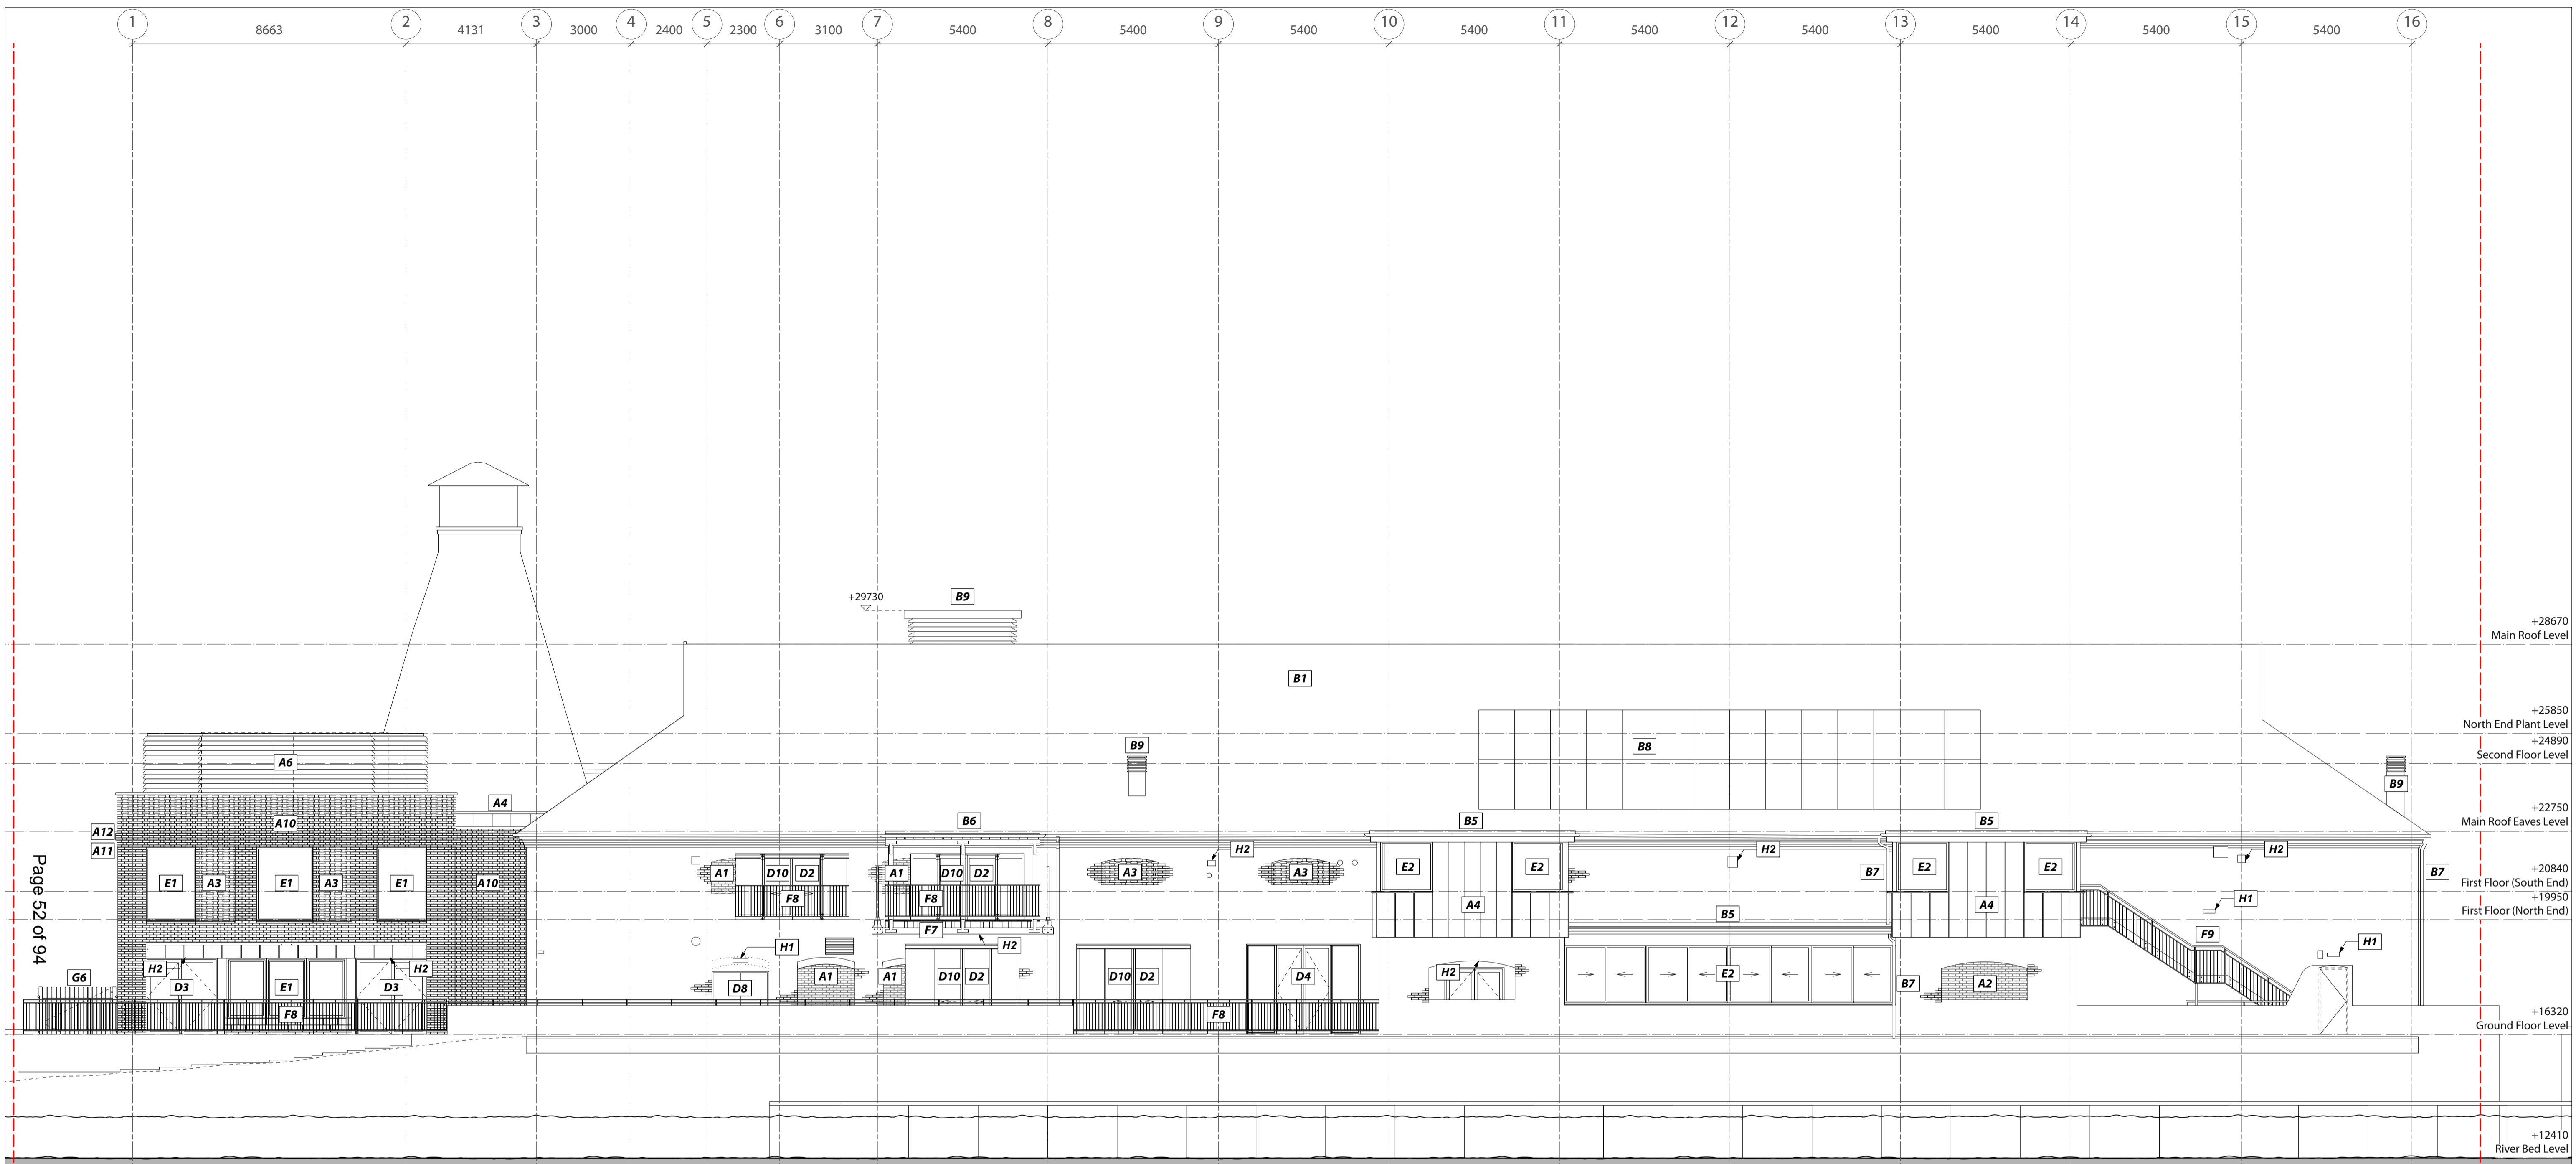 1 2 3 4 5 6 7 8 9 10 11 12 13 14 15 16
8663 4131 3000 2400 2300 3100 5400 5400 5400 5400 5400 5400 5400 5400 5400
+29730
B9
+28670
Main Roof Level
B1
+25850
North End Plant Level
B9
B8
+24890
Second Floor Level
A6
B9
A4
+22750
Main Roof Eaves Level
A12
A10
B6
B5
B5
A11
H2
H2
H2
E1 A3 E1 A3 E1 A10
A1 D10 D2
A1 D10 D2
A3
A3
E2 E2
B7
E2 E2
B7
+20840
First Floor (South End)
F8
F8
A4
A4
H1
+19950
First Floor (North End)
B5
F7
F9
H1
H2
H1
Page 52 of 94
H2
H2
G6
D3 E1 D3
D8
A1
A1 D10 D2
D10 D2
D4
H2
E2
B7
A2
F8
F8
+16320
Ground Floor Level
+12410
River Bed Level